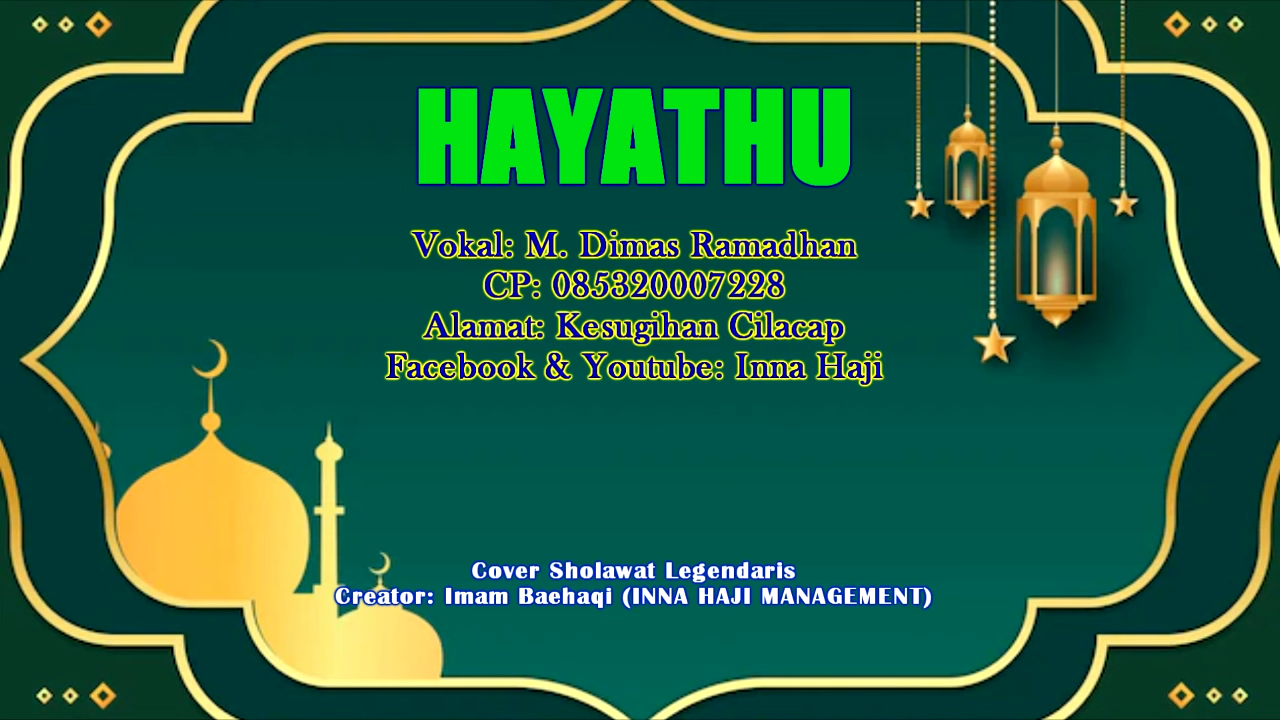 HAYATHU
Vokal: M. Dimas Ramadhan
CP: 085320007228
Alamat: Kesugihan Cilacap
Facebook & Youtube: Inna Haji
Cover Sholawat Legendaris
Creator: Imam Baehaqi (INNA HAJI MANAGEMENT)